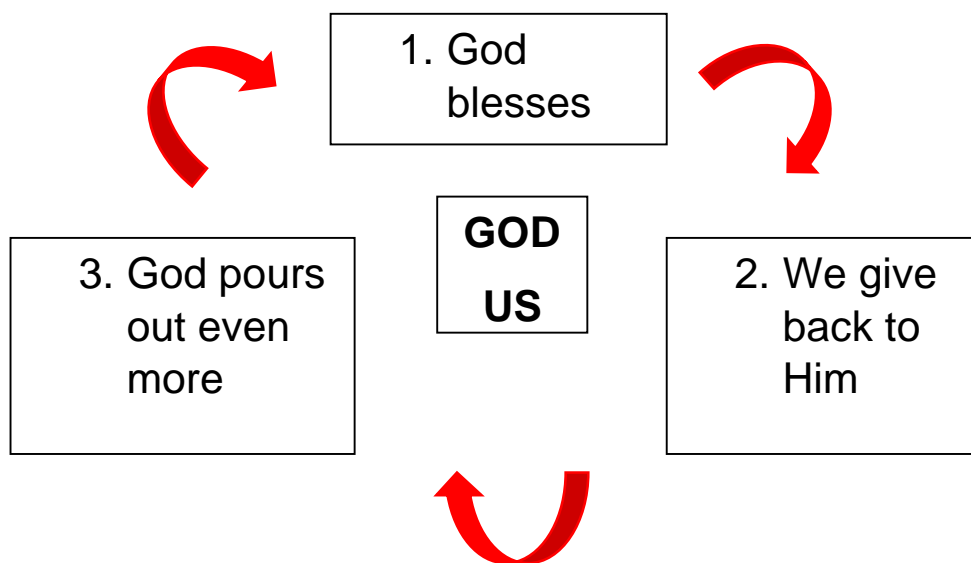 1. God
blesses
GOD
US
2. We give
back to
Him
3. God pours
out even
more